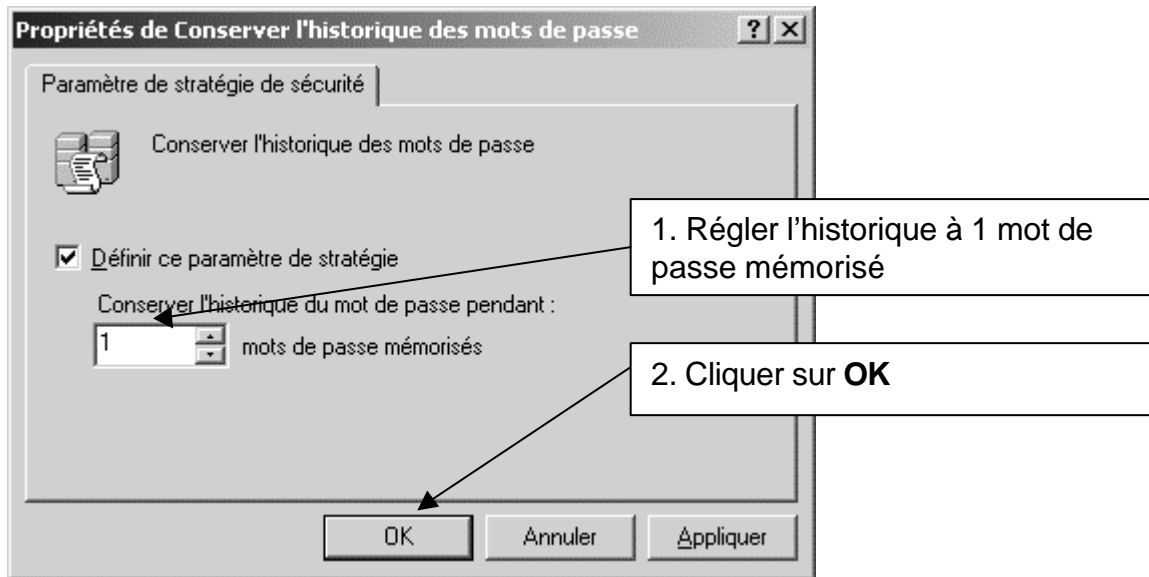 Propriétés de Conserver l'historique des mots de passe
Paramètre de stratégie de sécurité
Conserver l'historique des mots de passe
Définir ce paramètre de stratégie
Conserver l'historique du mot de passe pendant :
1 mots de passe mémorisés
1. Régler l’historique à 1 mot de
passe mémorisé
2. Cliquer sur OK
OK Annuler Appliquer